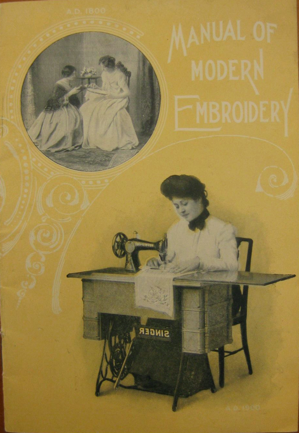 MANUAL OF
MODERN
EMBROIDERY
SINGER